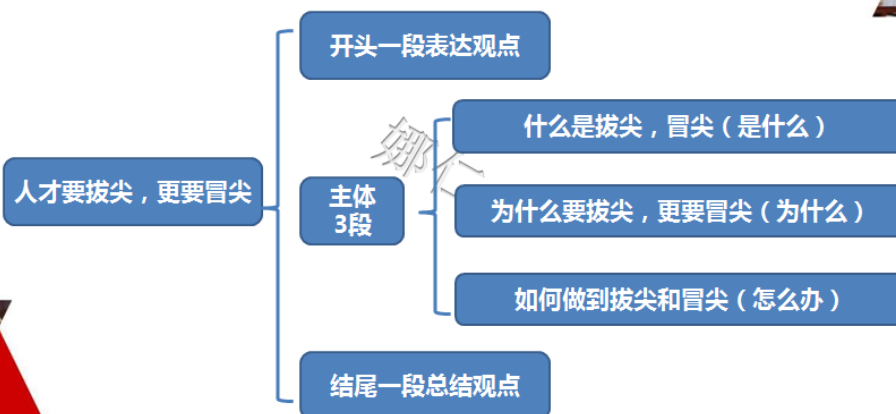 开头一段表达观点
什么是拔尖，冒尖（是什么）
娜仁
人才要拔尖，更要冒尖
主体
3段
为什么要拔尖，更要冒尖（为什么）
如何做到拔尖和冒尖（怎么办）
结尾一段总结观点